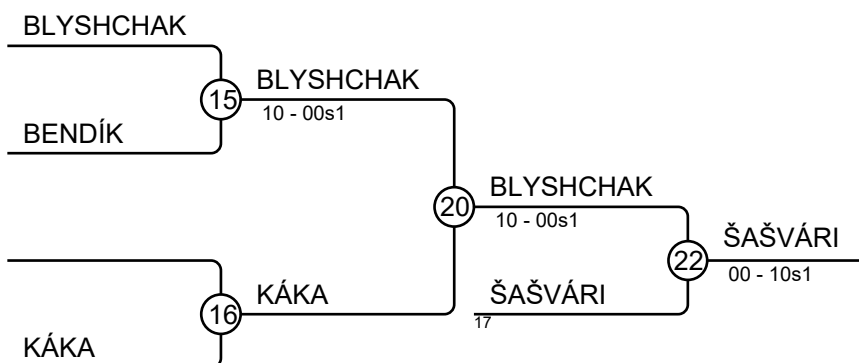 BLYSHCHAK
15
BLYSHCHAK
10 - 00s1
BENDÍK
20
BLYSHCHAK
10 - 00s1
22
ŠAŠVÁRI
00 - 10s1
16
KÁKA
ŠAŠVÁRI
17
KÁKA